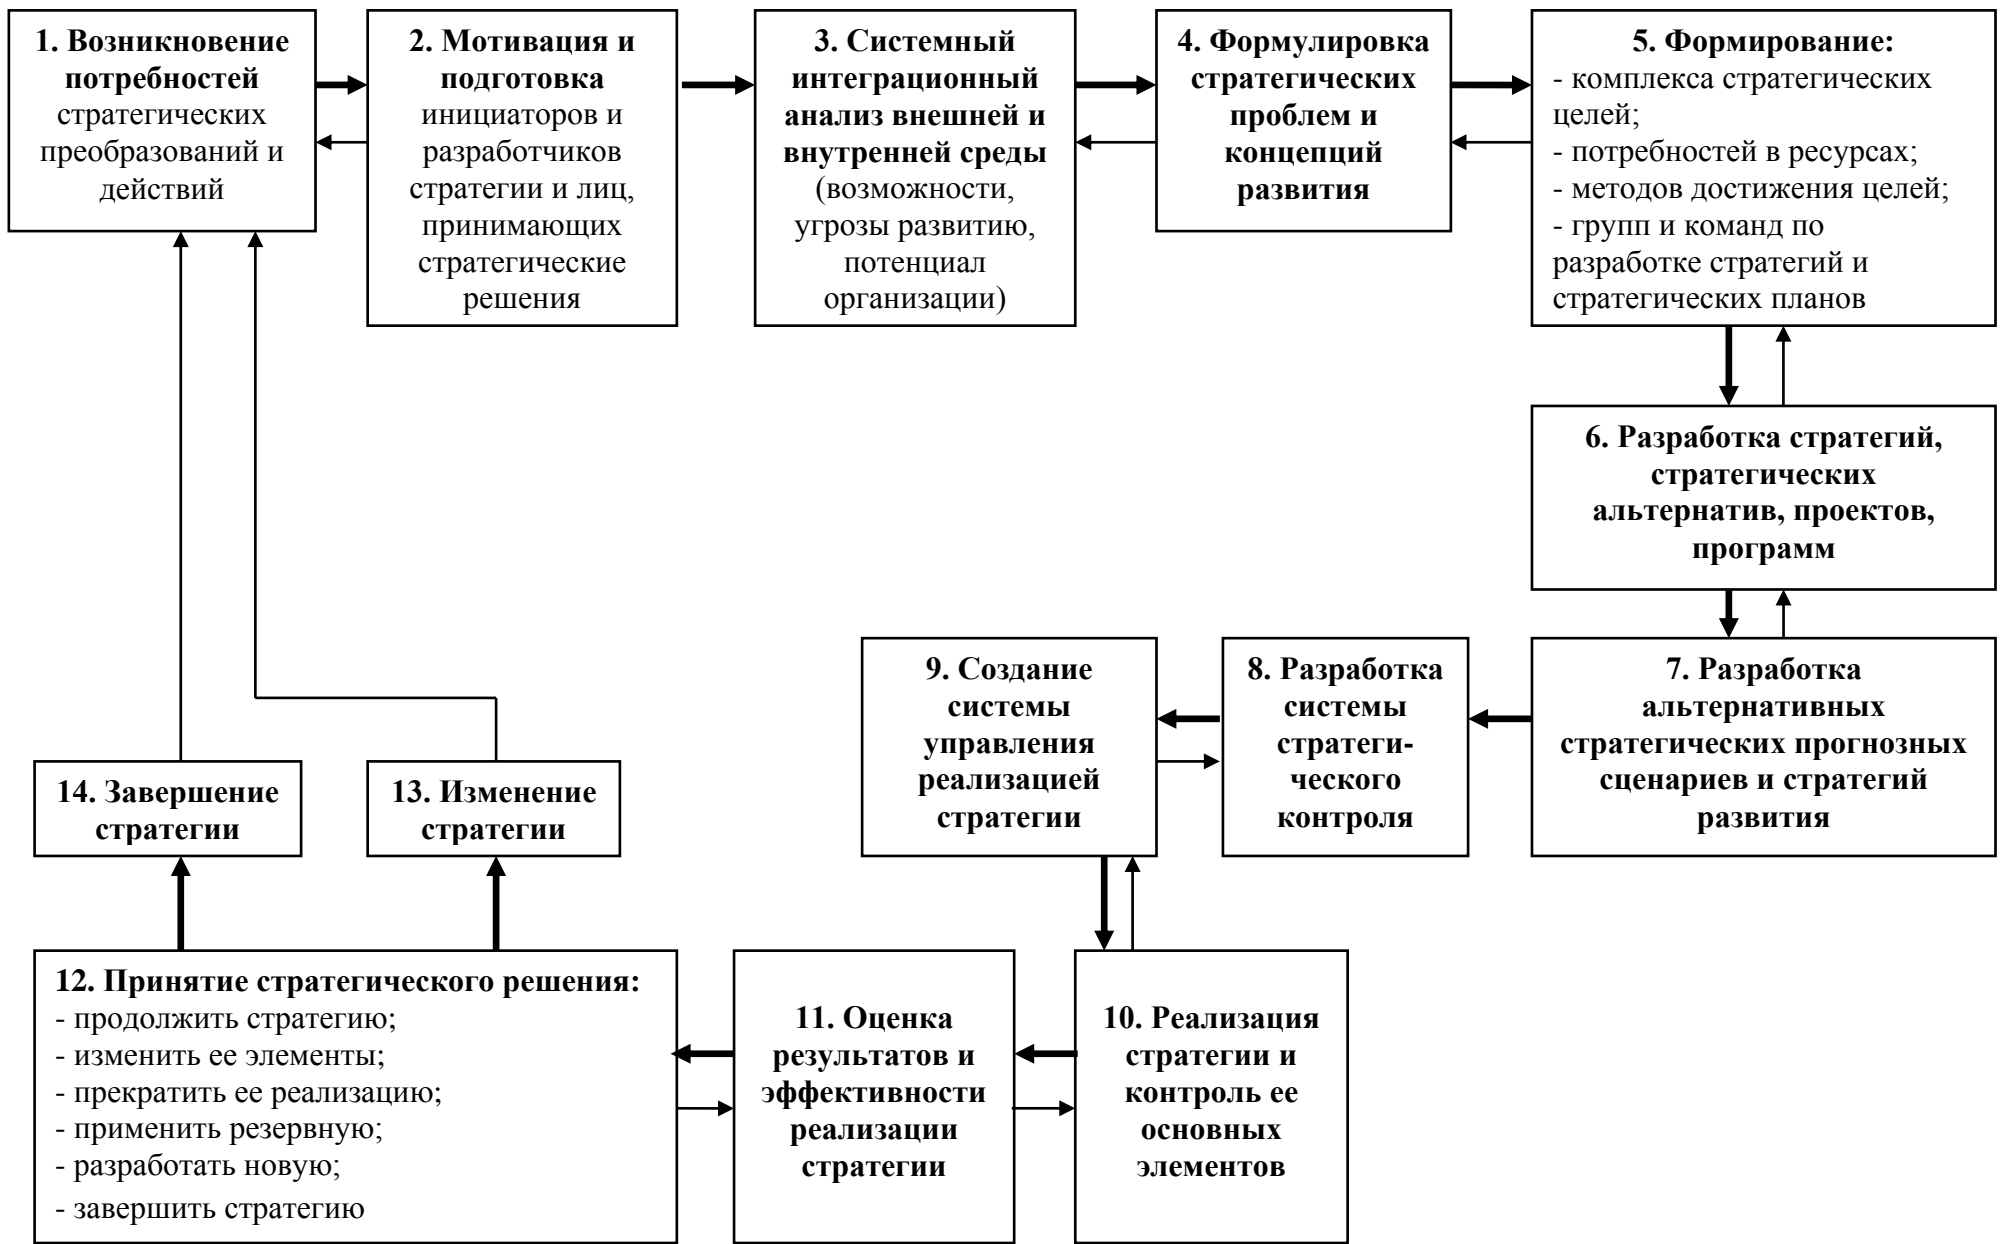 1. Возникновение
потребностей
стратегических
преобразований и
действий
2. Мотивация и
подготовка
инициаторов и
разработчиков
стратегии и лиц,
принимающих
стратегические
решения
3. Системный
интеграционный
анализ внешней и
внутренней среды
(возможности,
угрозы развитию,
потенциал
организации)
4. Формулировка
стратегических
проблем и
концепций
развития
5. Формирование:
- комплекса стратегических
целей;
- потребностей в ресурсах;
- методов достижения целей;
- групп и команд по
разработке стратегий и
стратегических планов
6. Разработка стратегий,
стратегических
альтернатив, проектов,
программ
7. Разработка
альтернативных
стратегических прогнозных
сценариев и стратегий
развития
8. Разработка
системы
стратеги-
ческого
контроля
9. Создание
системы
управления
реализацией
стратегии
10. Реализация
стратегии и
контроль ее
основных
элементов
11. Оценка
результатов и
эффективности
реализации
стратегии
12. Принятие стратегического решения:
- продолжить стратегию;
- изменить ее элементы;
- прекратить ее реализацию;
- применить резервную;
- разработать новую;
- завершить стратегию
13. Изменение
стратегии
14. Завершение
стратегии